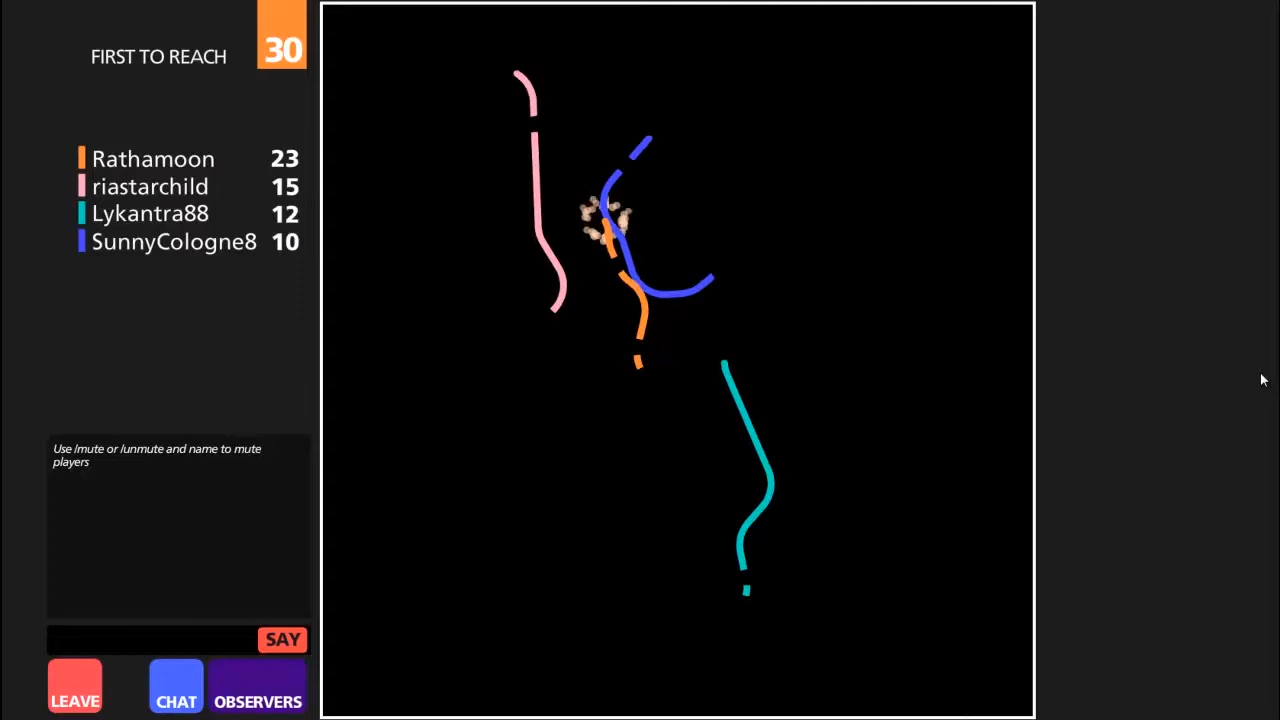 FIRST TO REACH 30
Rathamoon 23
riastarchild 15
Lykantra88 12
SunnyCologne8 10
Use /mute or /unmute and name to mute
players
SAY
LEAVE CHAT OBSERVERS